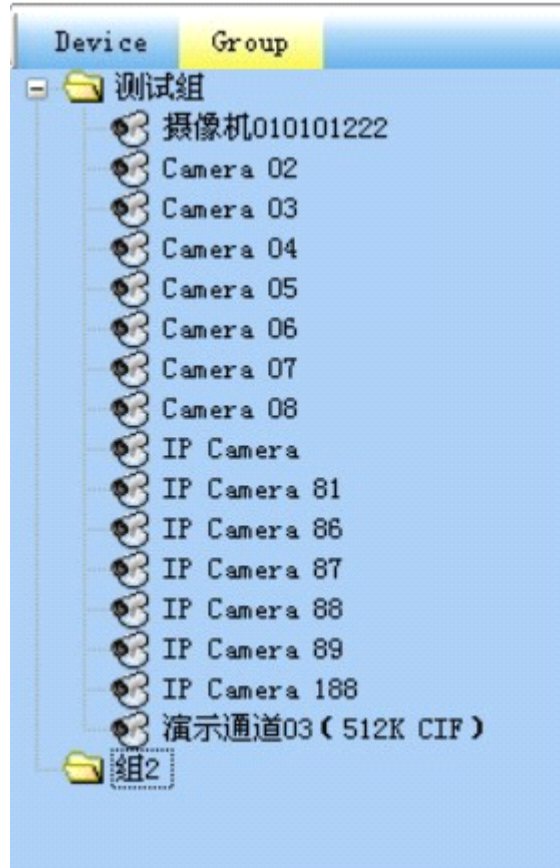 Device Group
测试组
摄像机010101222
Camera 02
Camera 03
Camera 04
Camera 05
Camera 06
Camera 07
Camera 08
IP Camera
IP Camera 81
IP Camera 86
IP Camera 87
IP Camera 88
IP Camera 89
IP Camera 188
演示通道03(512K CIF)
组2